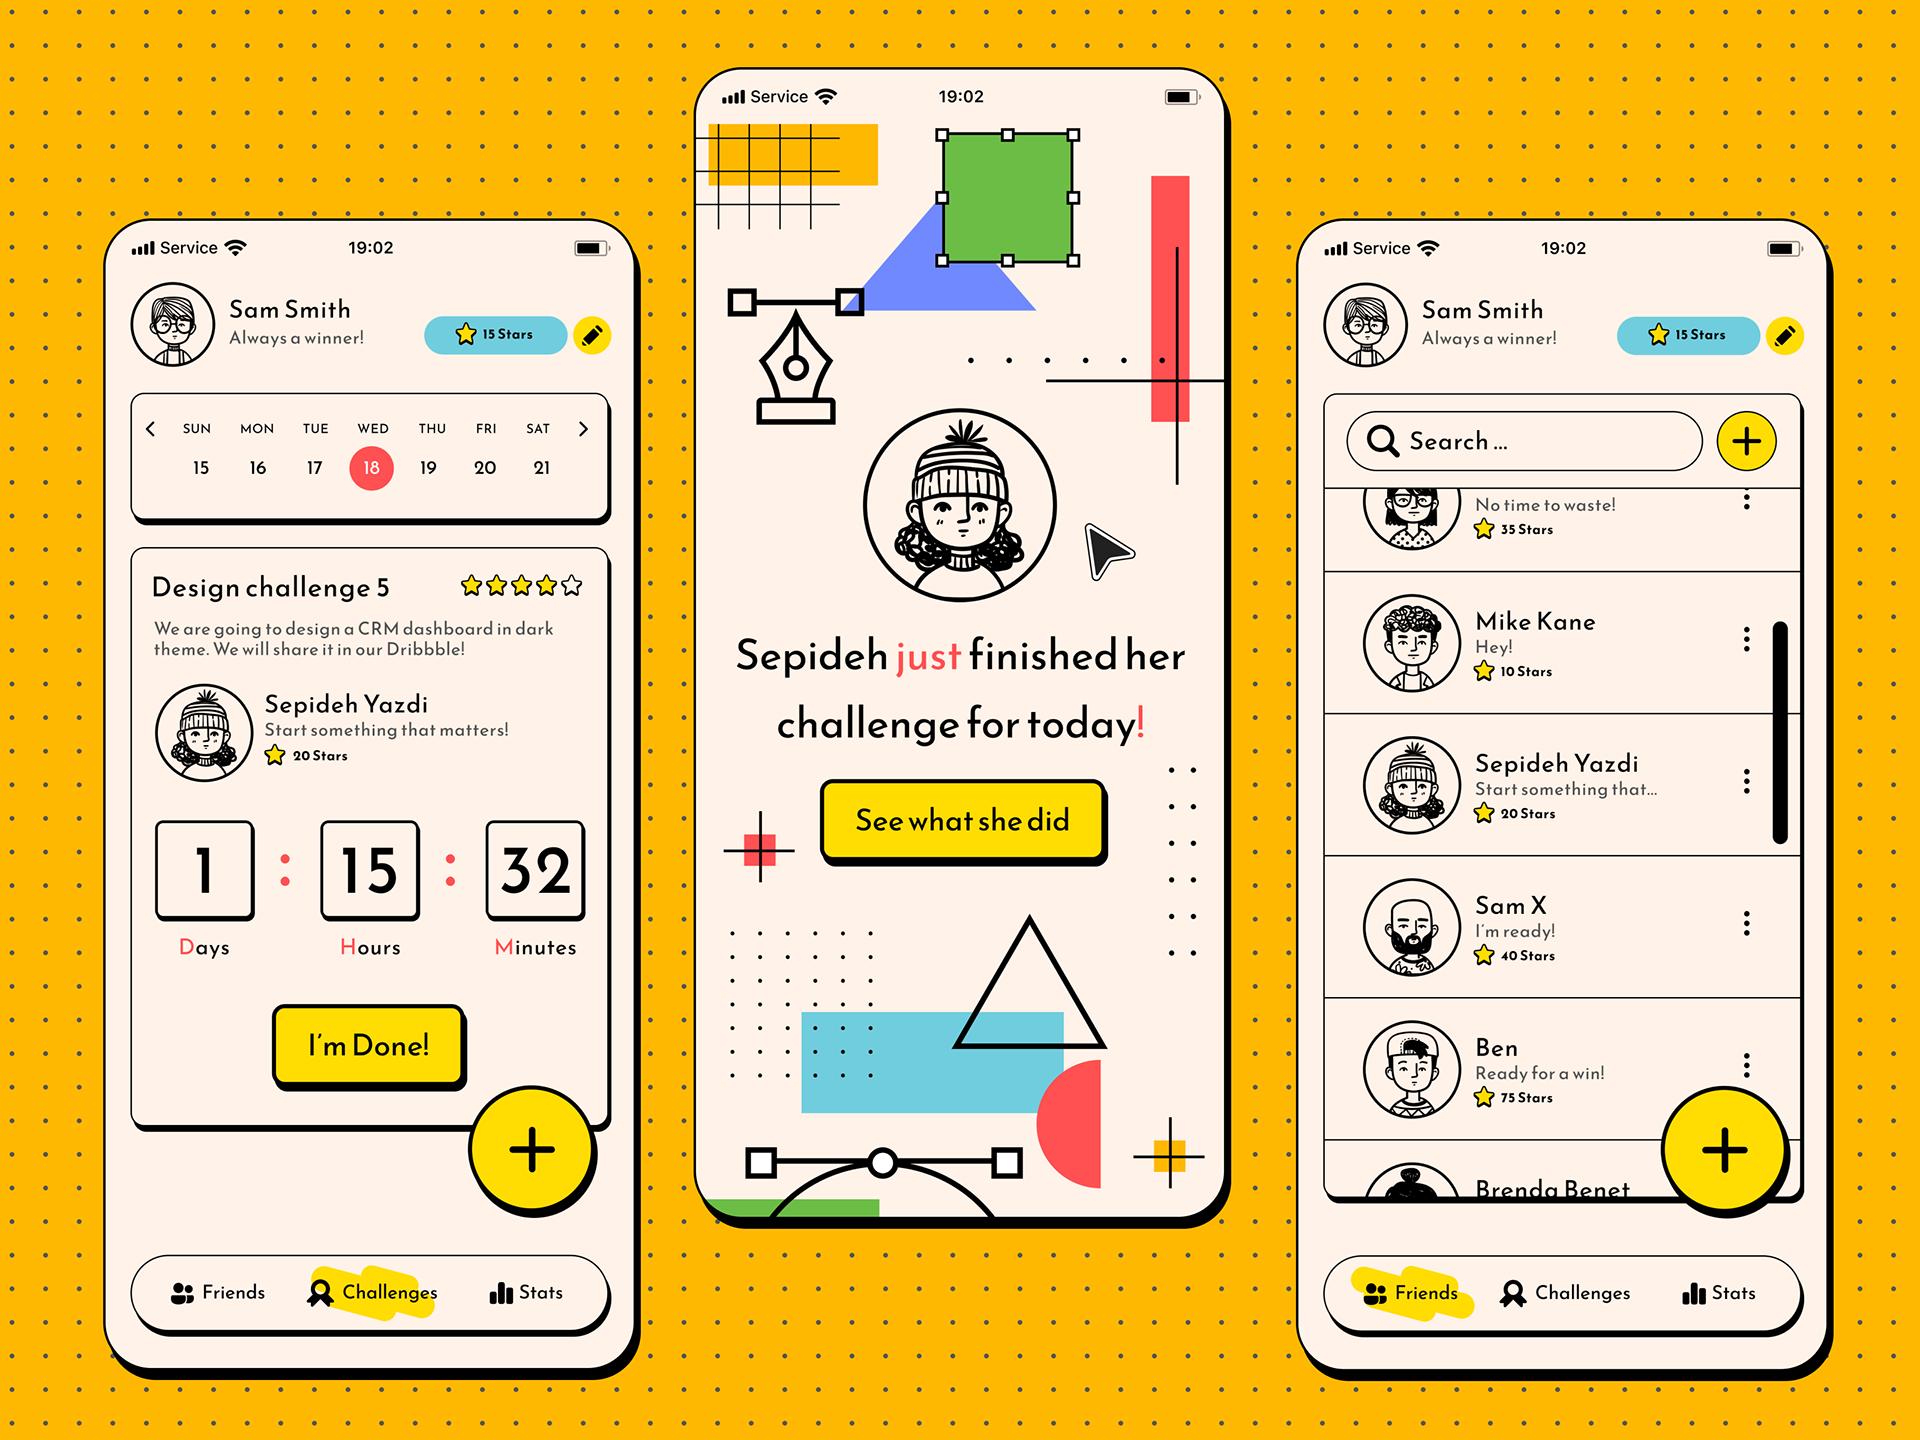 Service 19:02
Sam Smith
Always a winner!
15 Stars
SUN MON TUE WED THU FRI SAT
15 16 17 18 19 20 21
Design challenge 5
We are going to design a CRM dashboard in dark
theme. We will share it in our Dribbble!
Sepideh Yazdi
Start something that matters!
20 Stars
1 : 15 : 32
Days Hours Minutes
I'm Done!
Friends Challenges Stats
Service 19:02
Sepideh just finished her
challenge for today!
See what she did
Service 19:02
Sam Smith
Always a winner!
15 Stars
Search ...
No time to waste!
35 Stars
Mike Kane
Hey!
10 Stars
Sepideh Yazdi
Start something that...
20 Stars
Sam X
I'm ready!
40 Stars
Ben
Ready for a win!
75 Stars
Brenda Benet
Friends Challenges Stats